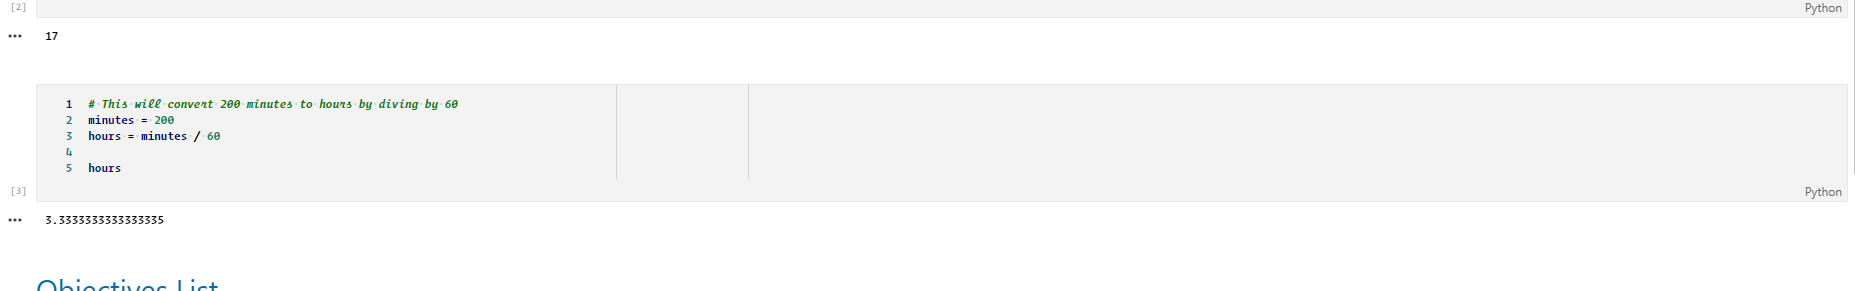 [2]
Python
17
1 # This will convert 200 minutes to hours by diving by 60
2 minutes = 200
3 hours = minutes / 60
4
5 hours
[3]
Python
3.3333333333333335
Objectives List